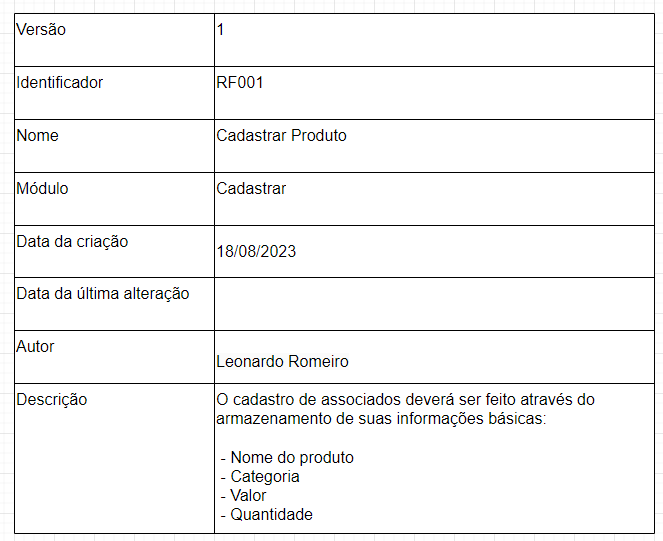 Versão 1
Identificador RF001
Nome Cadastrar Produto
Módulo Cadastrar
Data da criação 18/08/2023
Data da última alteração
Autor Leonardo Romeiro
Descrição O cadastro de associados deverá ser feito através do
armazenamento de suas informações básicas:
- Nome do produto
- Categoria
- Valor
- Quantidade